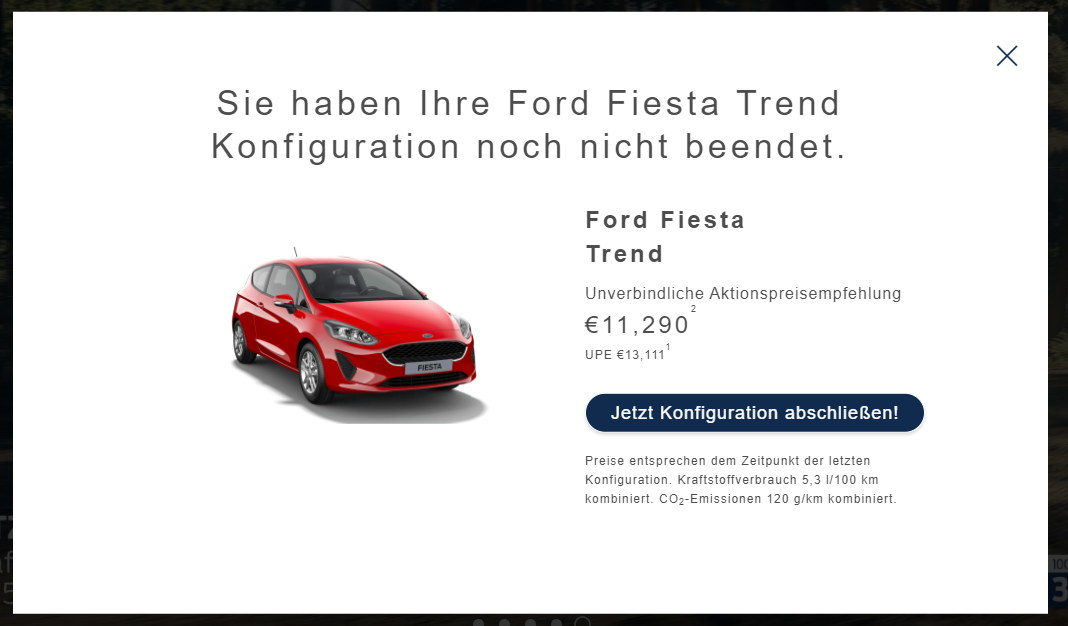 Sie haben Ihre Ford Fiesta Trend
Konfiguration noch nicht beendet.
FIESTA
Ford Fiesta
Trend
Unverbindliche Aktionspreisempfehlung
€11,290²
UPE €13,111¹
Jetzt Konfiguration abschließen!
Preise entsprechen dem Zeitpunkt der letzten
Konfiguration. Kraftstoffverbrauch 5,3 l/100 km
kombiniert. CO₂-Emissionen 120 g/km kombiniert.